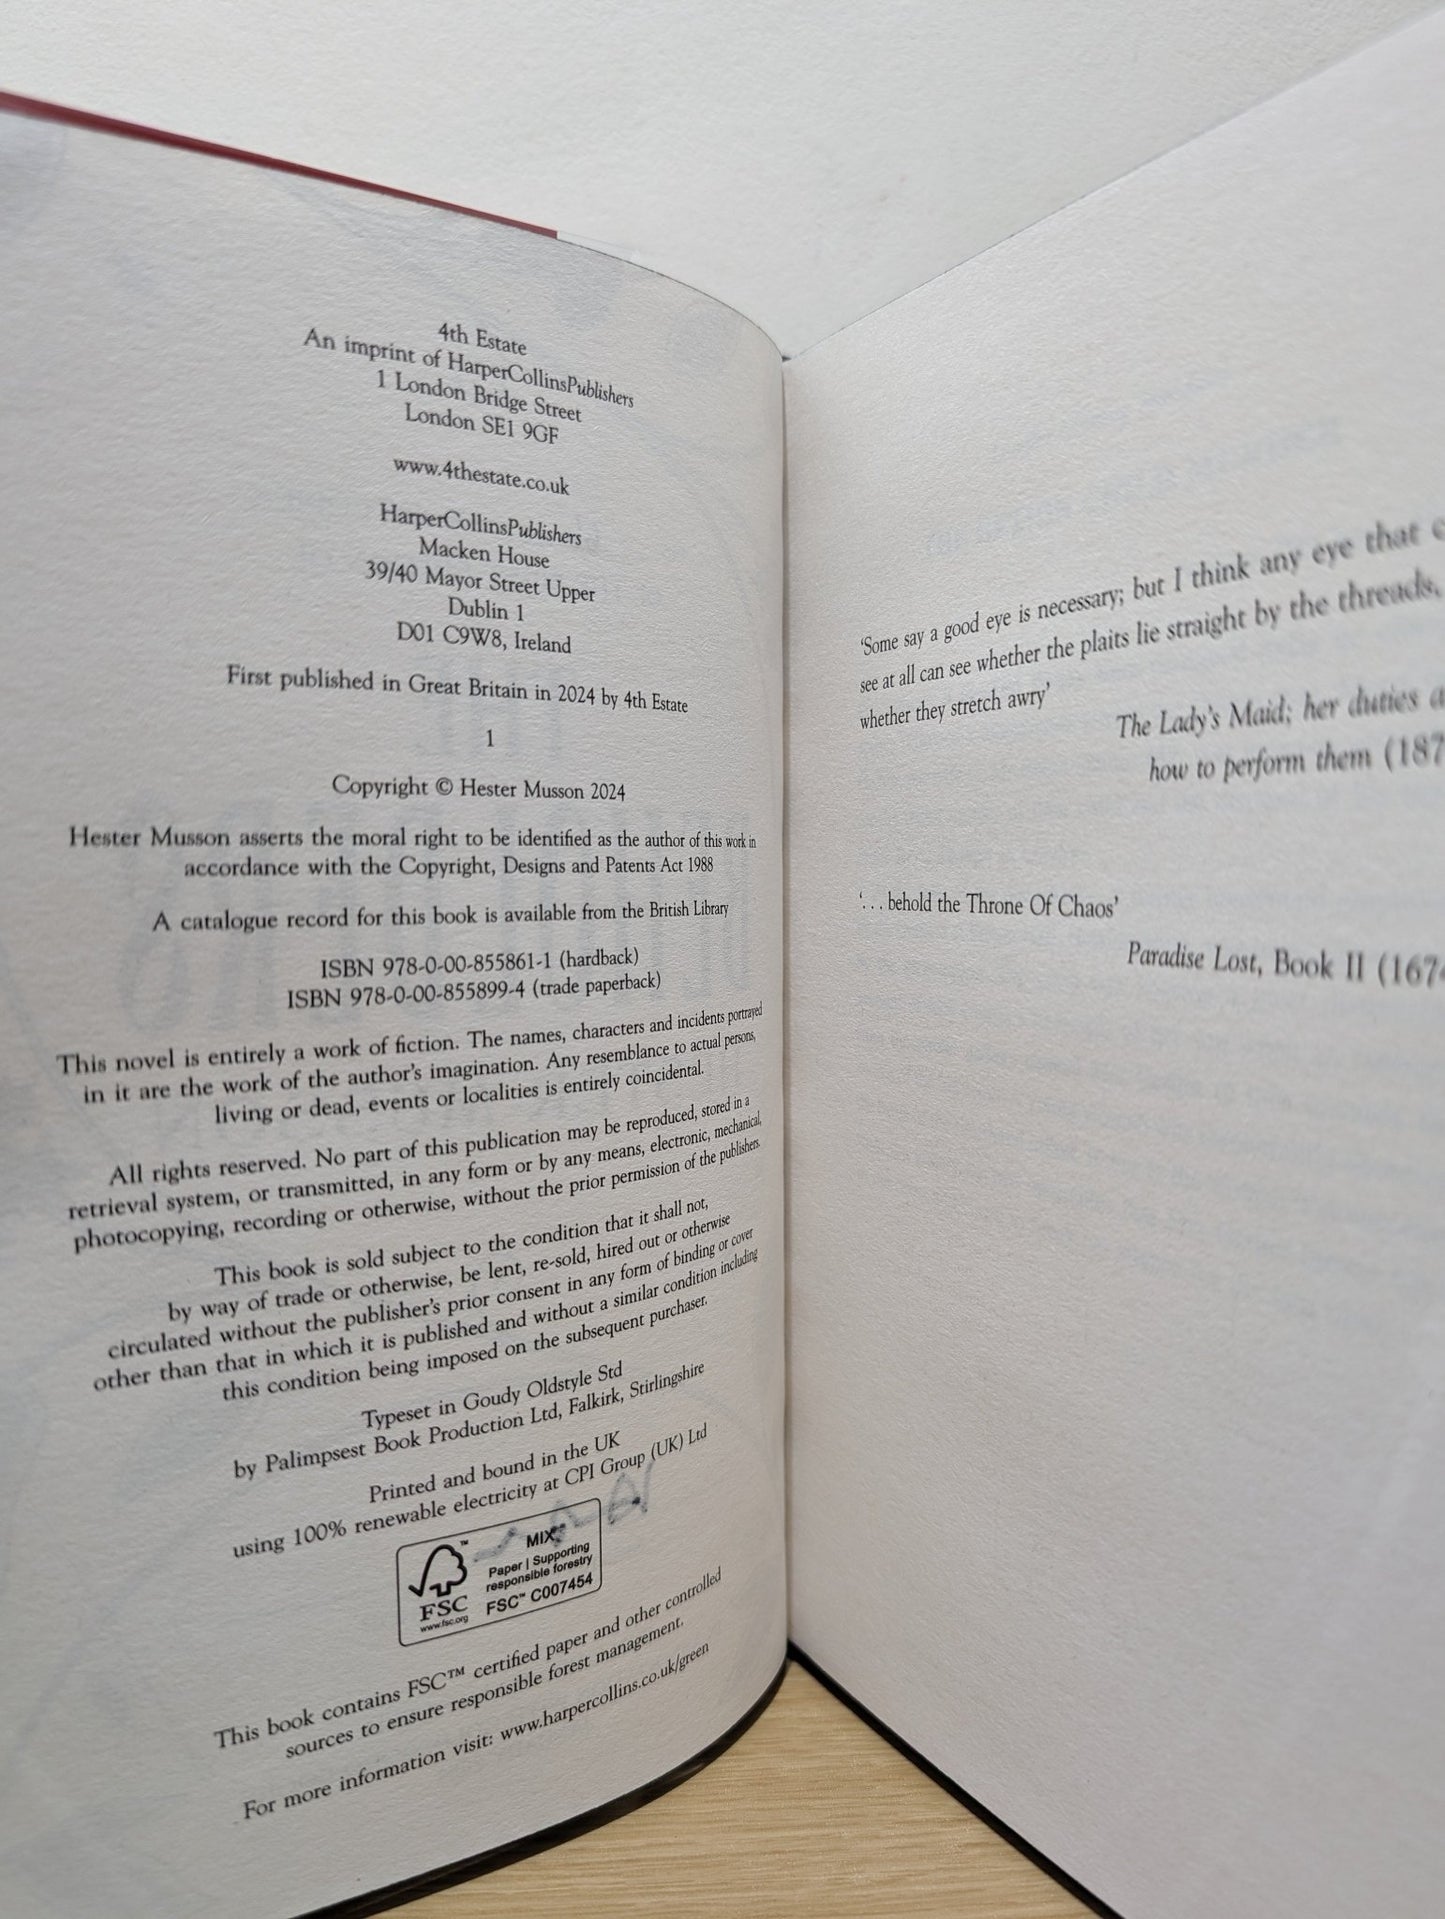 4th Estate
An imprint of HarperCollinsPublishers
1 London Bridge Street
London SE1 9GF
www.4thestate.co.uk
HarperCollinsPublishers
Macken House
39/40 Mayor Street Upper
Dublin 1
D01 C9W8, Ireland
First published in Great Britain in 2024 by 4th Estate
1
Copyright © Hester Musson 2024
Hester Musson asserts the moral right to be identified as the author of this work in
accordance with the Copyright, Designs and Patents Act 1988
A catalogue record for this book is available from the British Library
ISBN 978-0-00-855861-1 (hardback)
ISBN 978-0-00-855899-4 (trade paperback)
This novel is entirely a work of fiction. The names, characters and incidents portrayed
in it are the work of the author's imagination. Any resemblance to actual persons,
living or dead, events or localities is entirely coincidental.
All rights reserved. No part of this publication may be reproduced, stored in a
retrieval system, or transmitted, in any form or by any means, electronic, mechanical,
photocopying, recording or otherwise, without the prior permission of the publishers.
This book is sold subject to the condition that it shall not,
by way of trade or otherwise, be lent, re-sold, hired out or otherwise
circulated without the publisher's prior consent in any form of binding or cover
other than that in which it is published and without a similar condition including
this condition being imposed on the subsequent purchaser.
Typeset in Goudy Oldstyle Std
by Palimpsest Book Production Ltd, Falkirk, Stirlingshire
Printed and bound in the UK
using 100% renewable electricity at CPI Group (UK) Ltd
MIX
Paper | Supporting
responsible forestry
FSC™ C007454
FSC
www.fsc.org
This book contains FSC™ certified paper and other controlled
sources to ensure responsible forest management.
For more information visit: www.harpercollins.co.uk/green
'Some say a good eye is necessary; but I think any eye that
see at all can see whether the plaits lie straight by the threads,
whether they stretch awry'
The Lady's Maid; her duties
how to perform them (187
'. . . behold the Throne Of Chaos'
Paradise Lost, Book II (1674